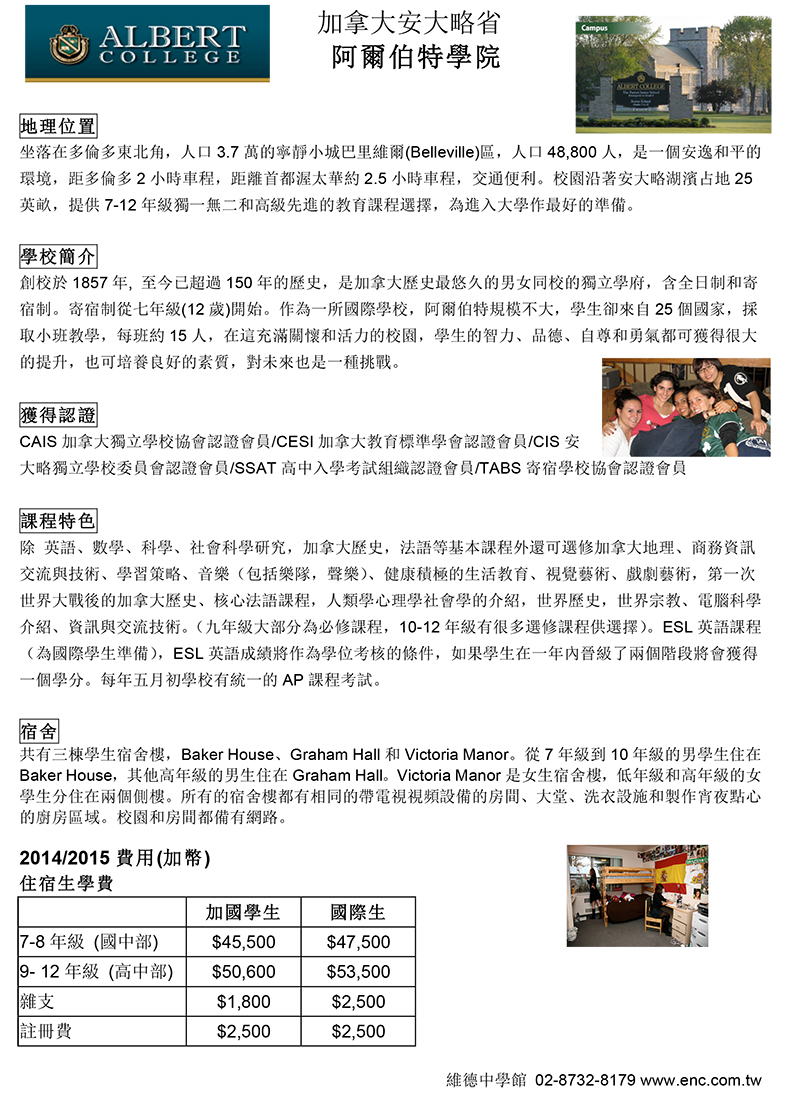 ALBERT
COLLEGE
加拿大安大略省
阿爾伯特學院
Campus
ALBERT COLLEGE
地理位置
坐落在多倫多東北角，人口 3.7 萬的寧靜小城巴里維爾(Belleville)區，人口 48,800 人，是一個安逸和平的
環境，距多倫多 2 小時車程，距離首都渥太華約 2.5 小時車程，交通便利。校園沿著安大略湖濱占地 25
英畝，提供 7-12 年級獨一無二和高級先進的教育課程選擇，為進入大學作最好的準備。
學校簡介
創校於 1857 年, 至今已超過 150 年的歷史，是加拿大歷史最悠久的男女同校的獨立學府，含全日制和寄
宿制。寄宿制從七年級(12 歲)開始。作為一所國際學校，阿爾伯特規模不大，學生卻來自 25 個國家，採
取小班教學，每班約 15 人，在這充滿關懷和活力的校園，學生的智力、品德、自尊和勇氣都可獲得很大
的提升，也可培養良好的素質，對未來也是一種挑戰。
獲得認證
CAIS 加拿大獨立學校協會認證會員/CESI 加拿大教育標準學會認證會員/CIS 安
大略獨立學校委員會認證會員/SSAT 高中入學考試組織認證會員/TABS 寄宿學校協會認證會員
課程特色
除 英語、數學、科學、社會科學研究，加拿大歷史，法語等基本課程外還可選修加拿大地理、商務資訊
交流與技術、學習策略、音樂（包括樂隊，聲樂）、健康積極的生活教育、視覺藝術、戲劇藝術，第一次
世界大戰後的加拿大歷史、核心法語課程，人類學心理學社會學的介紹，世界歷史，世界宗教、電腦科學
介紹、資訊與交流技術。（九年級大部分為必修課程，10-12 年級有很多選修課程供選擇）。ESL 英語課程
（為國際學生準備），ESL 英語成績將作為學位考核的條件，如果學生在一年內晉級了兩個階段將會獲得
一個學分。每年五月初學校有統一的 AP 課程考試。
宿舍
共有三棟學生宿舍樓，Baker House、Graham Hall 和 Victoria Manor。從 7 年級到 10 年級的男學生住在
Baker House，其他高年級的男生住在 Graham Hall。Victoria Manor 是女生宿舍樓，低年級和高年級的女
學生分住在兩個側樓。所有的宿舍樓都有相同的帶電視視頻設備的房間、大堂、洗衣設施和製作宵夜點心
的廚房區域。校園和房間都備有網路。
2014/2015 費用(加幣)
住宿生學費
加國學生 國際生
7-8 年級 (國中部) $45,500 $47,500
9- 12 年級 (高中部) $50,600 $53,500
雜支 $1,800 $2,500
註冊費 $2,500 $2,500
維德中學館 02-8732-8179 www.enc.com.tw